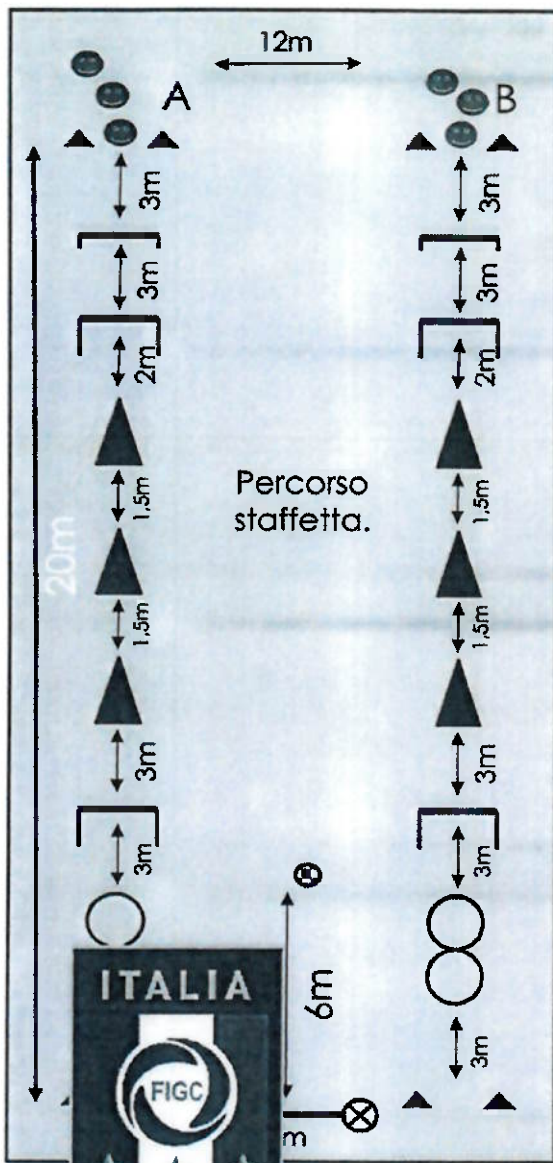 12m
A
B
3m
3m
3m
3m
2m
2m
Percorso
staffetta.
1,5m
1,5m
20m
1,5m
1,5m
3m
3m
3m
3m
6m
ITALIA
FIGC
3m
m